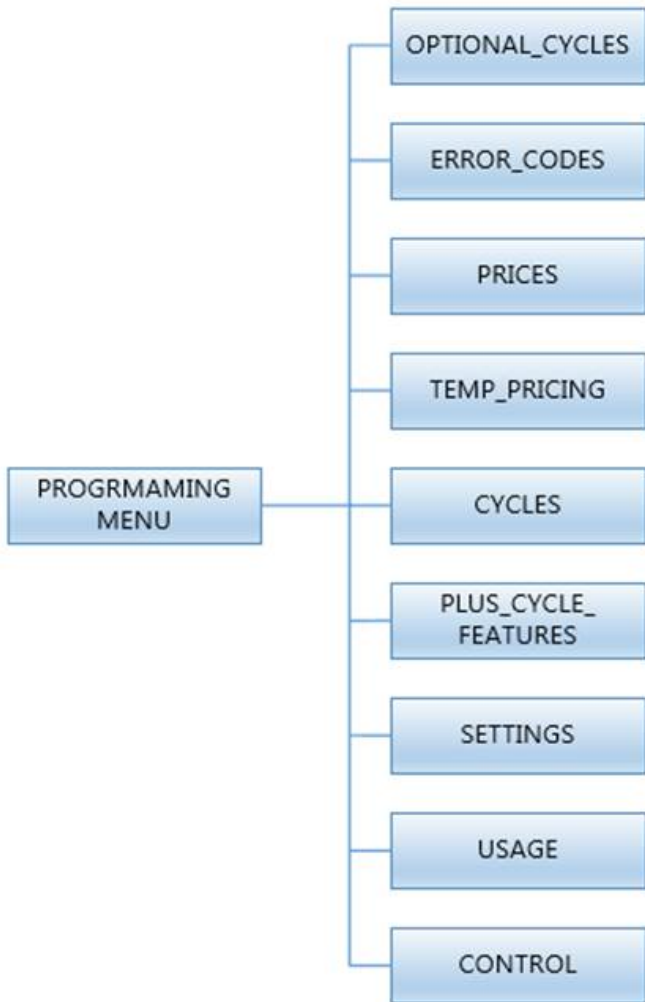 OPTIONAL_CYCLES
ERROR_CODES
PRICES
TEMP_PRICING
PROGRMAMING
MENU
CYCLES
PLUS_CYCLE_
FEATURES
SETTINGS
USAGE
CONTROL